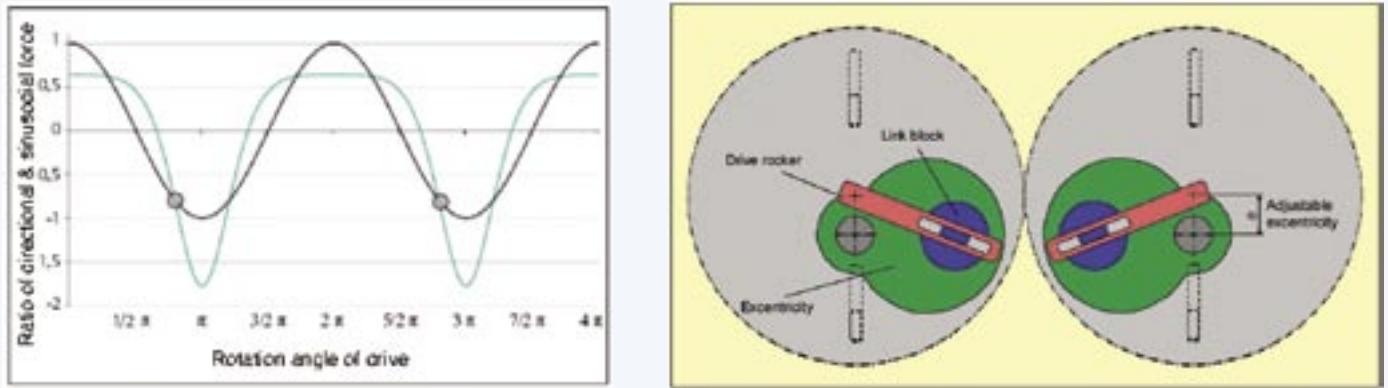 Ratio of directional & sinusocial force
1
0,5
0
0,5
-1
1,5
-2
1/2 π
π
3/2 π
2 π
5/2 π
3 π
7/2 π
4 π
Rotation angle of drive
Link block
Drive rocker
Excentricity
e
Adjustable
excentricity